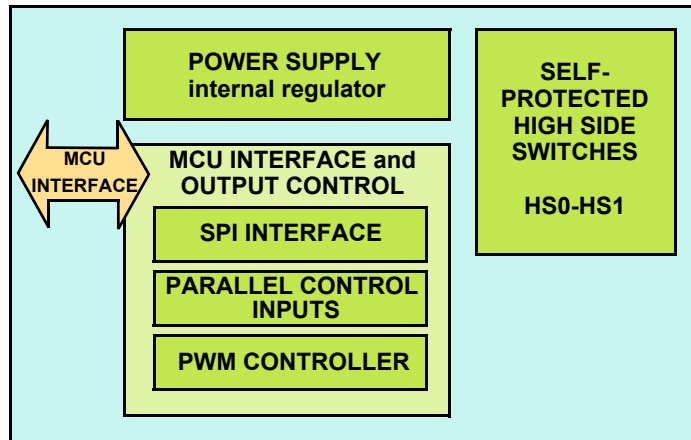 POWER SUPPLY
internal regulator
SELF-
PROTECTED
HIGH SIDE
SWITCHES
HS0-HS1
MCU
INTERFACE
MCU INTERFACE and
OUTPUT CONTROL
SPI INTERFACE
PARALLEL CONTROL
INPUTS
PWM CONTROLLER